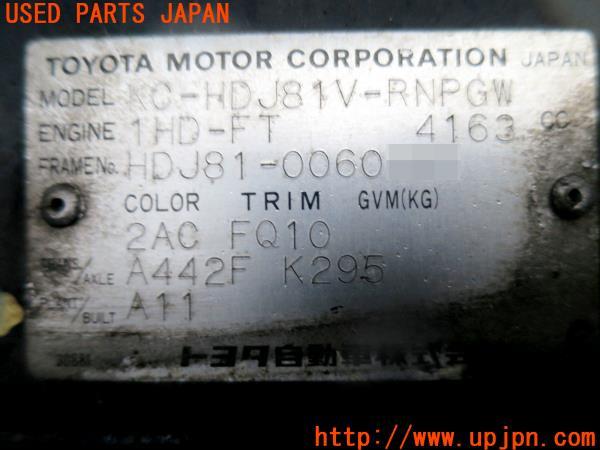 USED PARTS JAPAN
TOYOTA MOTOR CORPORATION JAPAN
MODEL KC-HDJ81V-RNPGW
ENGINE 1HD-FT 4163 CC
FRAME No. HDJ81-0060
COLOR TRIM GVM(KG)
2AC FQ10
TRANS/AXLE A442F K295
PLANT/BUILT A11
トヨタ自動車株式会
UPJ http://www.upjpn.com